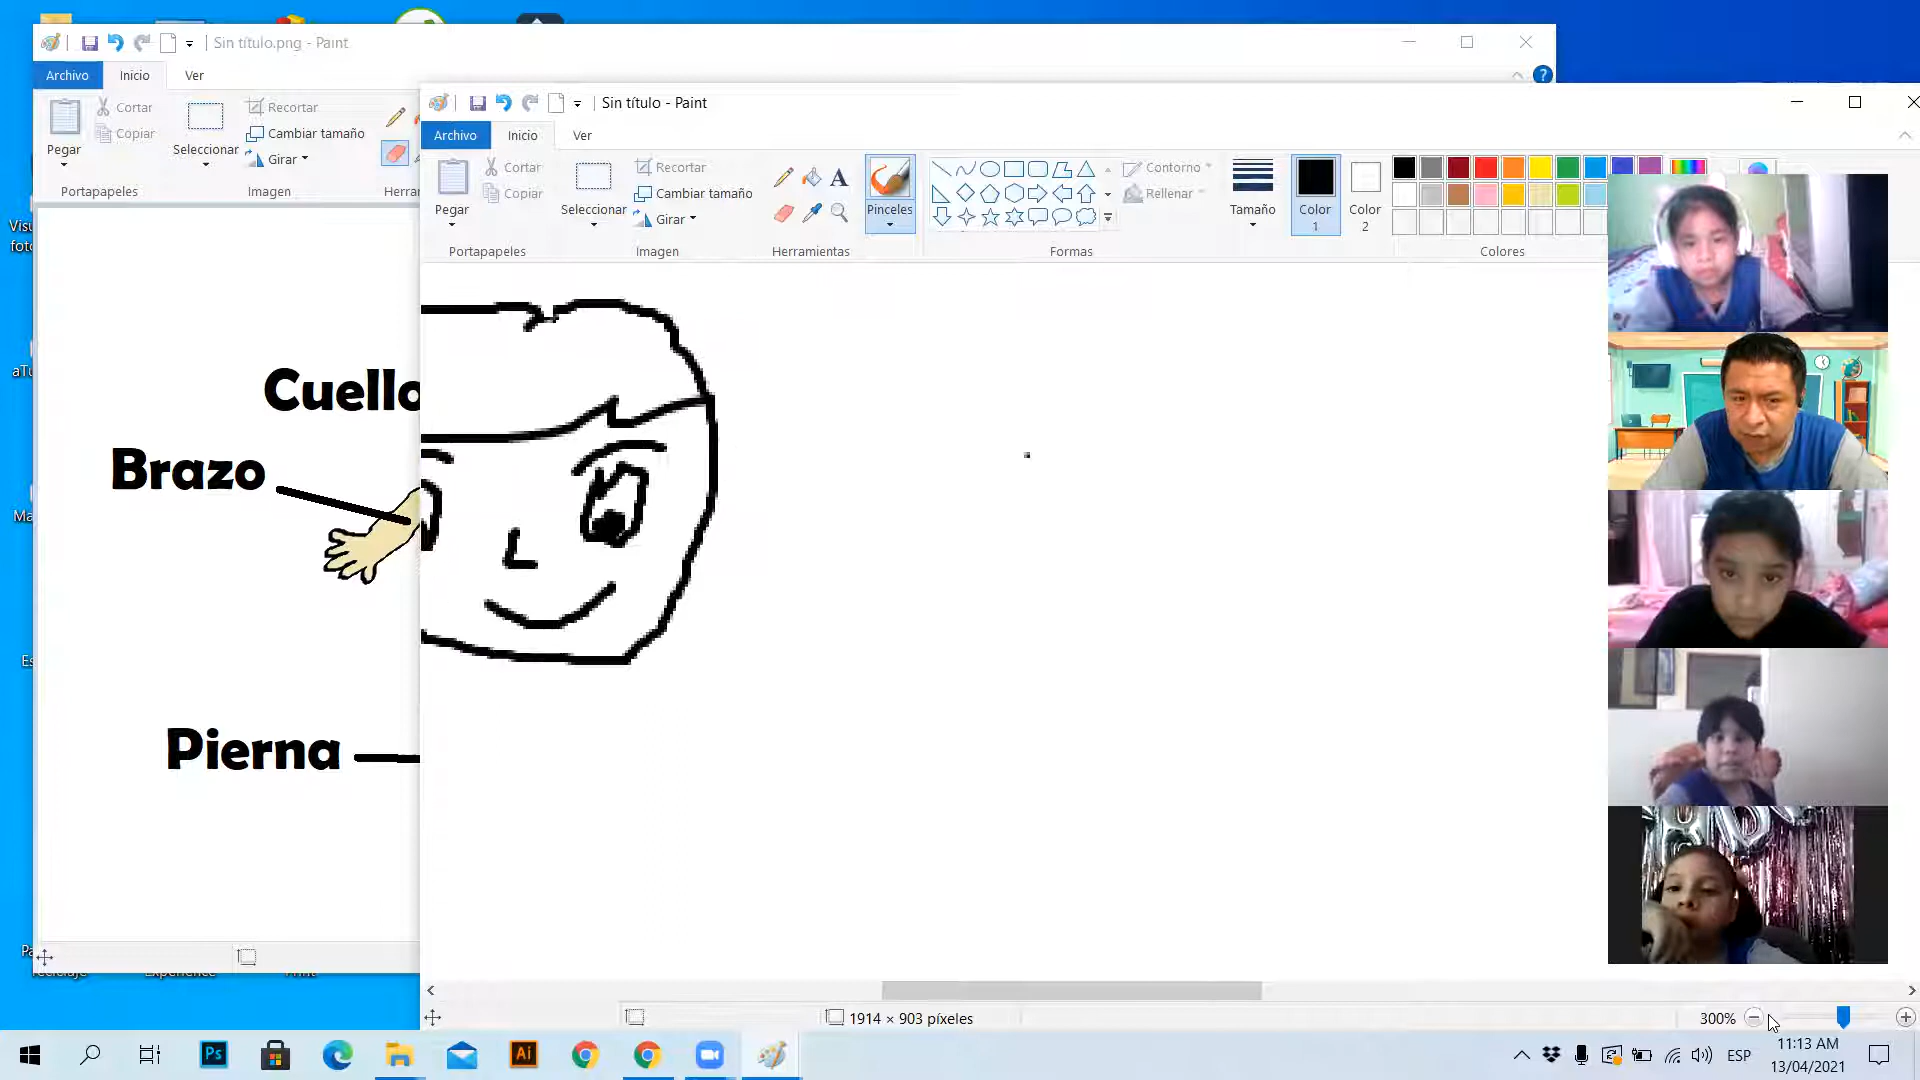 Sin título.png - Paint
Archivo Inicio Ver
Pegar
Cortar
Copiar
Seleccionar
Recortar
Cambiar tamaño
Girar
Portapapeles Imagen
Sin título - Paint
Archivo Inicio Ver
Pegar
Cortar
Copiar
Seleccionar
Recortar
Cambiar tamaño
Girar
A
Pinceles
Contorno
Rellenar
Tamaño
Color 1
Color 2
Portapapeles Imagen Herramientas Formas Colores
Cuello
Brazo
Pierna
1914 × 903 píxeles
300%
Ps
Ai
ESP
11:13 AM
13/04/2021